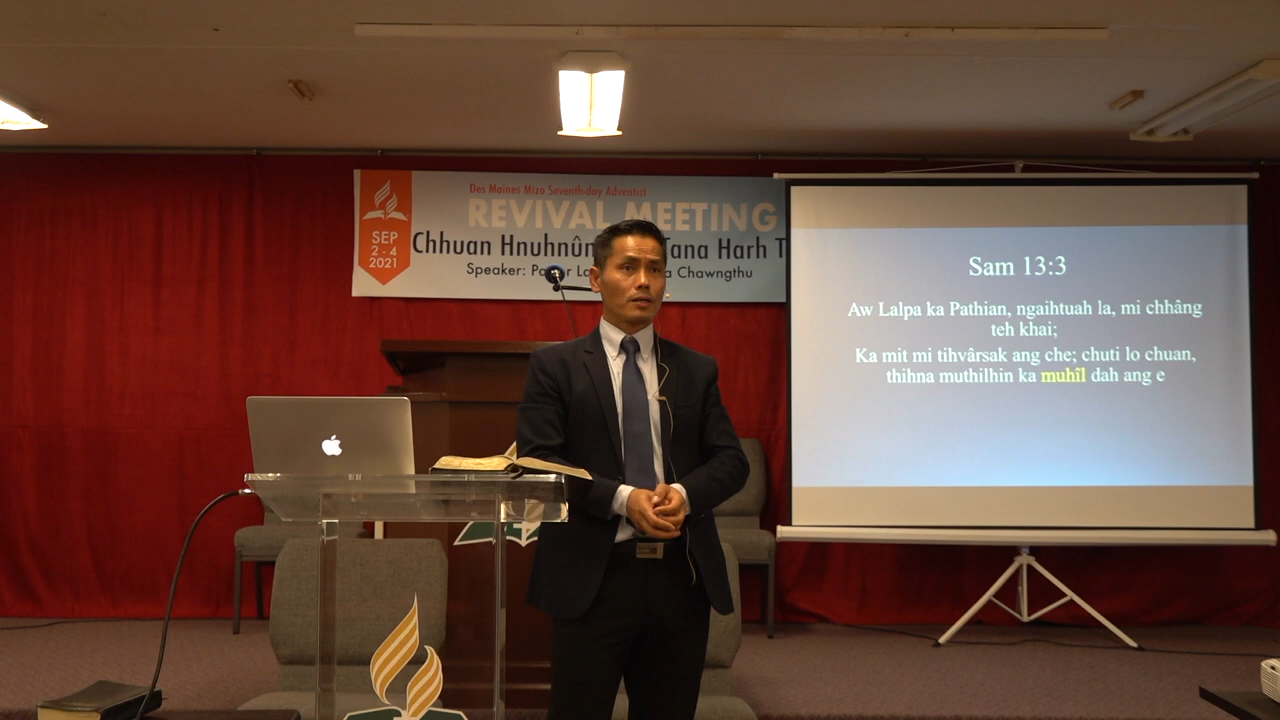 Des Moines Mizo Seventh-day Adventist
REVIVAL MEETING
SEP
2 - 4
2021
Chhuan Tana Harh
Speaker: Chawngthu
Sam 13:3
Aw Lalpa ka Pathian, ngaihtuah la, mi chhâng
teh khai;
Ka mit mi tihvârsak ang che; chuti lo chuan,
thihna muthilhin ka muhîl dah ang e